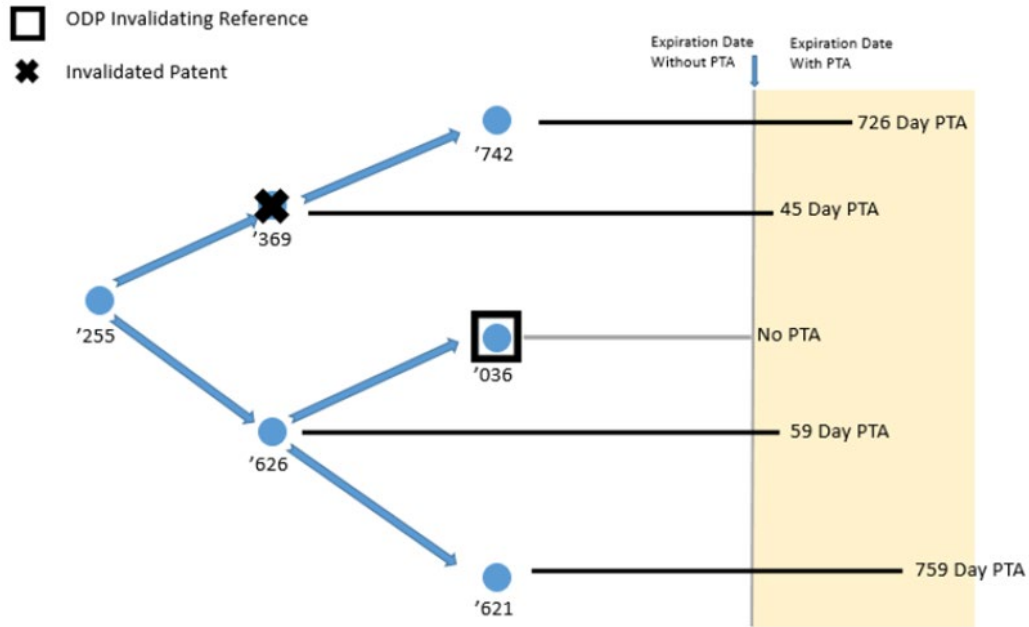 ODP Invalidating Reference
Invalidated Patent
Expiration Date
Without PTA
Expiration Date
With PTA
'742
726 Day PTA
'369
45 Day PTA
'255
'036
No PTA
'626
59 Day PTA
'621
759 Day PTA